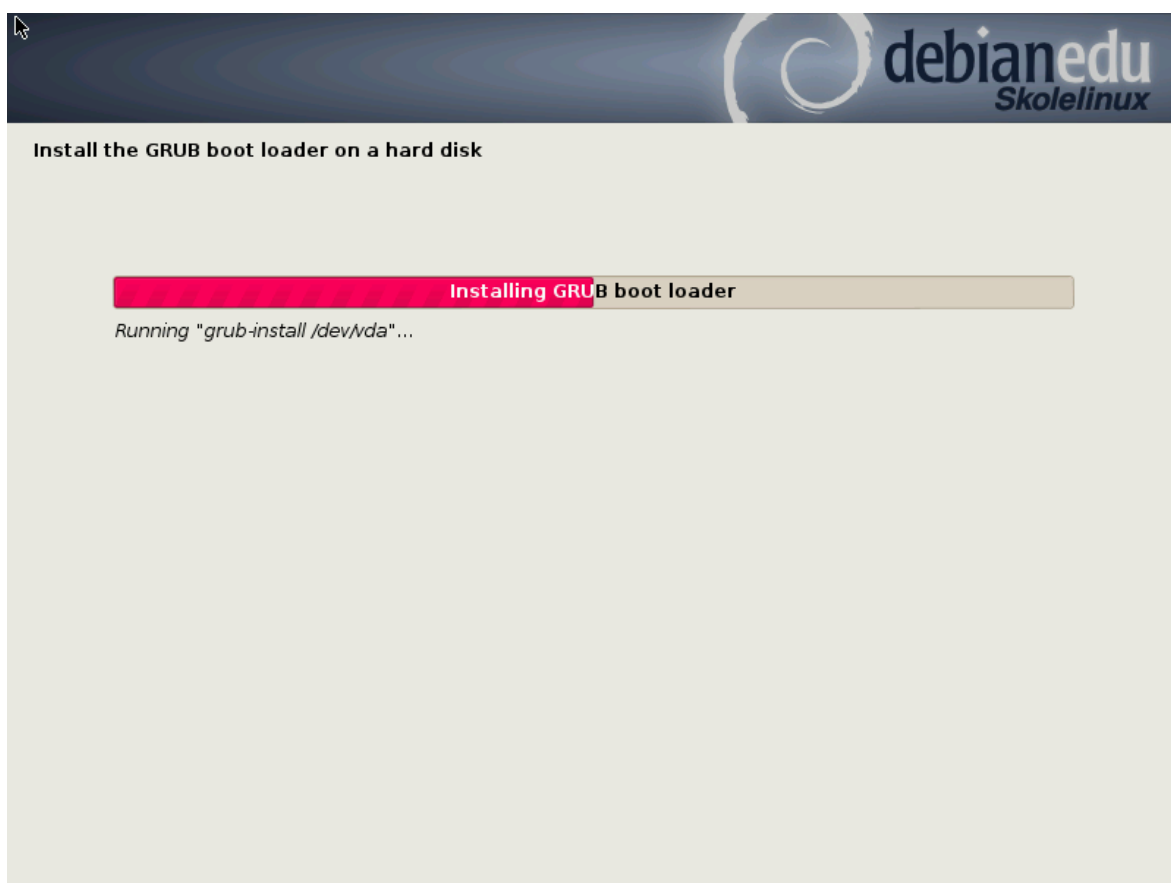 debianedu
Skolelinux
Install the GRUB boot loader on a hard disk
Installing GRUB boot loader
Running "grub-install /dev/vda"...